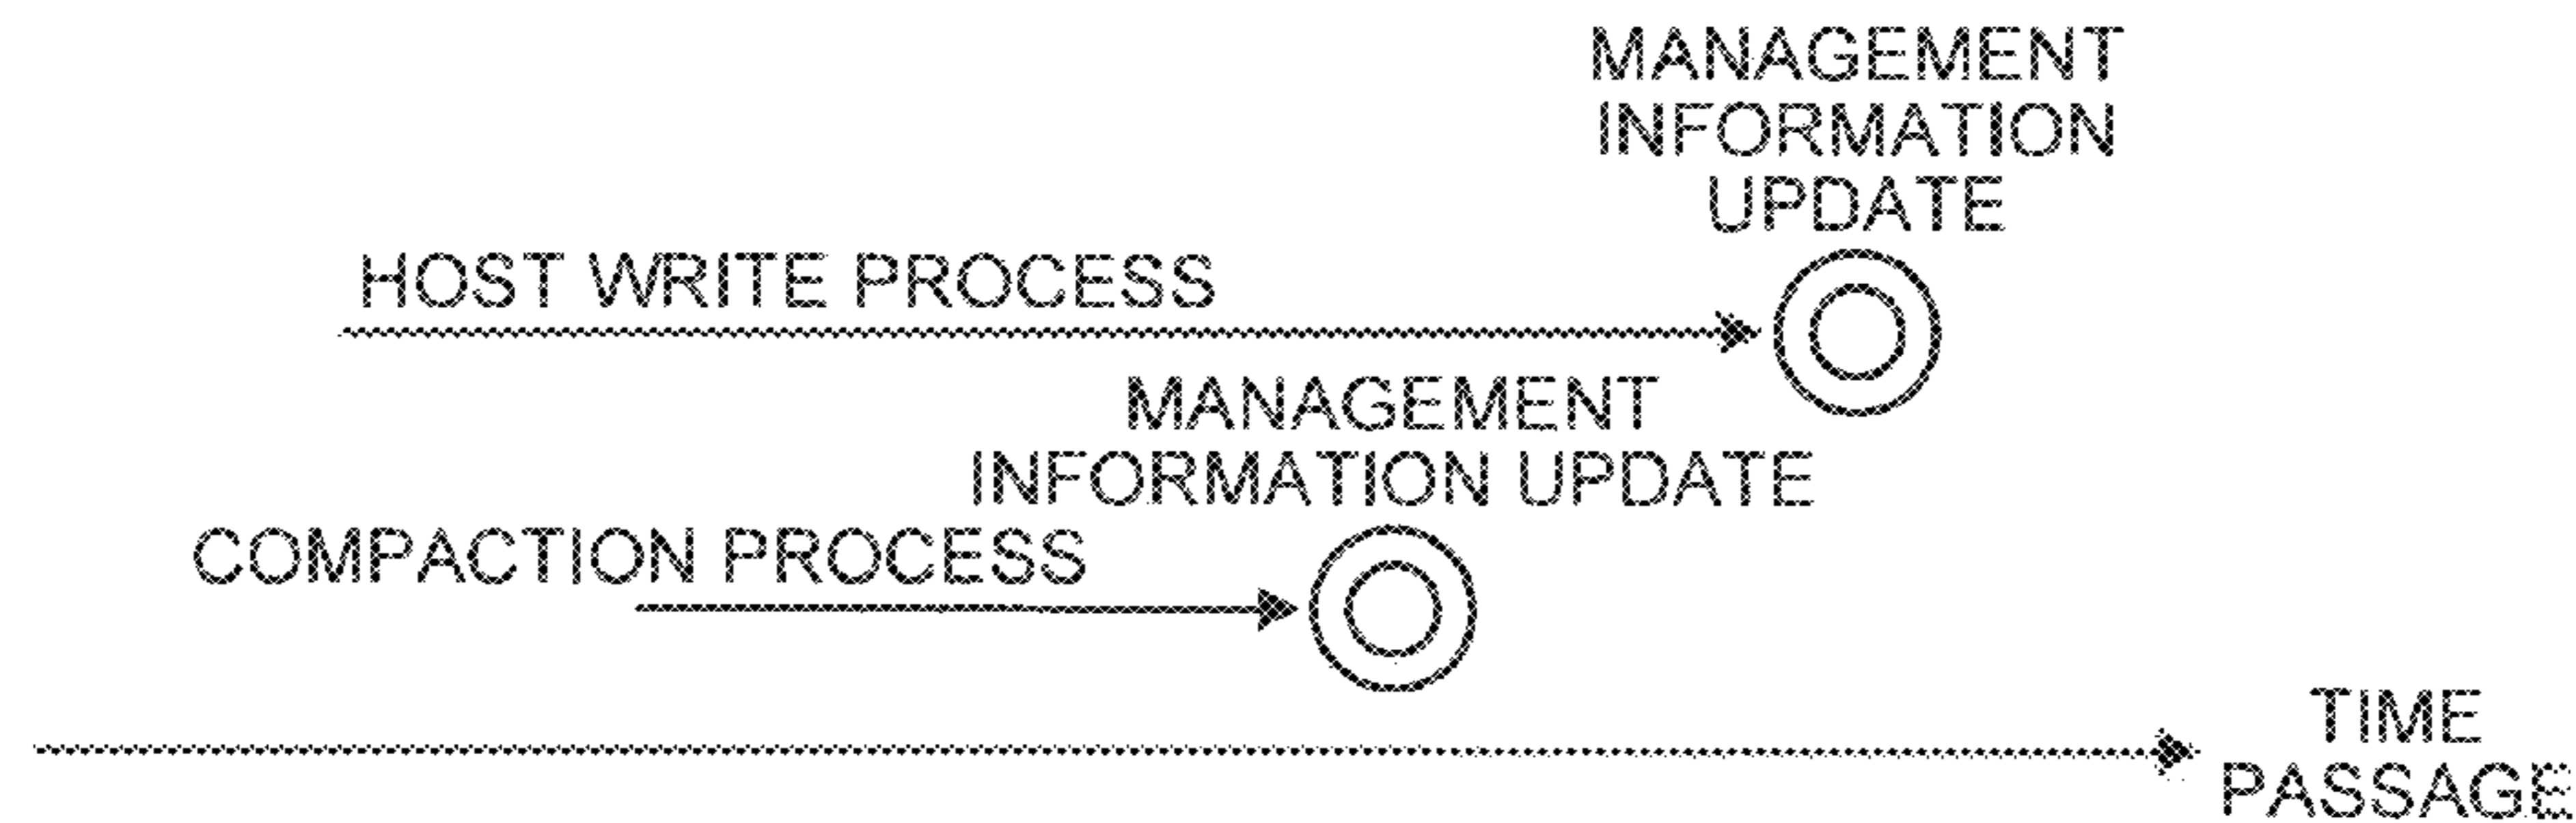 MANAGEMENT
INFORMATION
UPDATE
HOST WRITE PROCESS
MANAGEMENT
INFORMATION UPDATE
COMPACTION PROCESS
TIME
PASSAGE